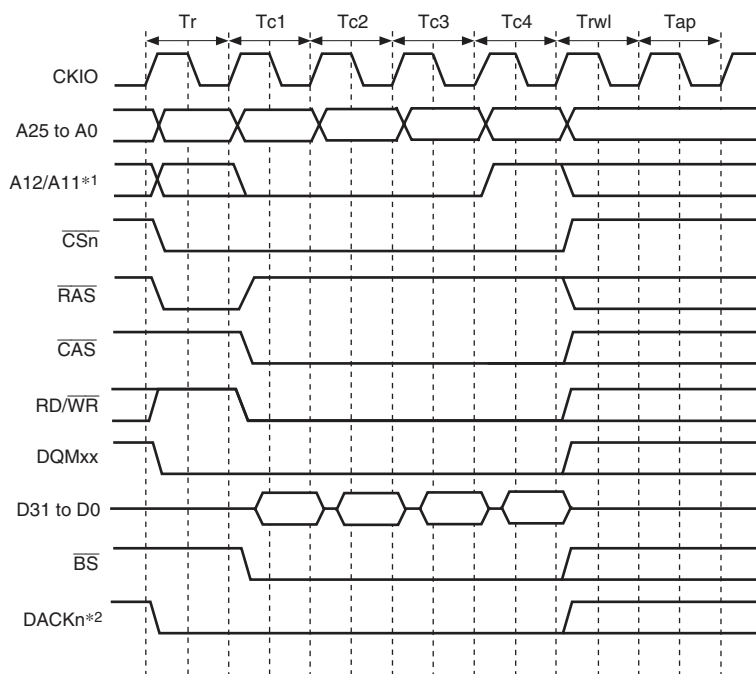 Tr Tc1 Tc2 Tc3 Tc4 Trwl Tap
CKIO
A25 to A0
A12/A11*1
CSn
RAS
CAS
RD/WR
DQMxx
D31 to D0
BS
DACKn*2